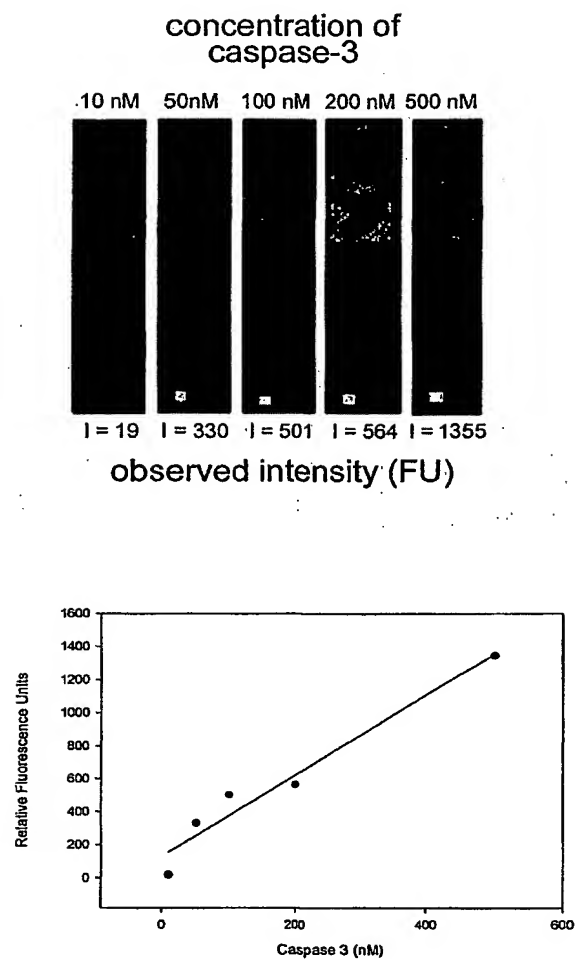 concentration of
caspase-3
10 nM 50nM 100 nM 200 nM 500 nM
I = 19 I = 330 I = 501 I = 564 I = 1355
observed intensity (FU)
1600
1400
1200
1000
800
600
400
200
0
Relative Fluorescence Units
0 200 400 600
Caspase 3 (nM)